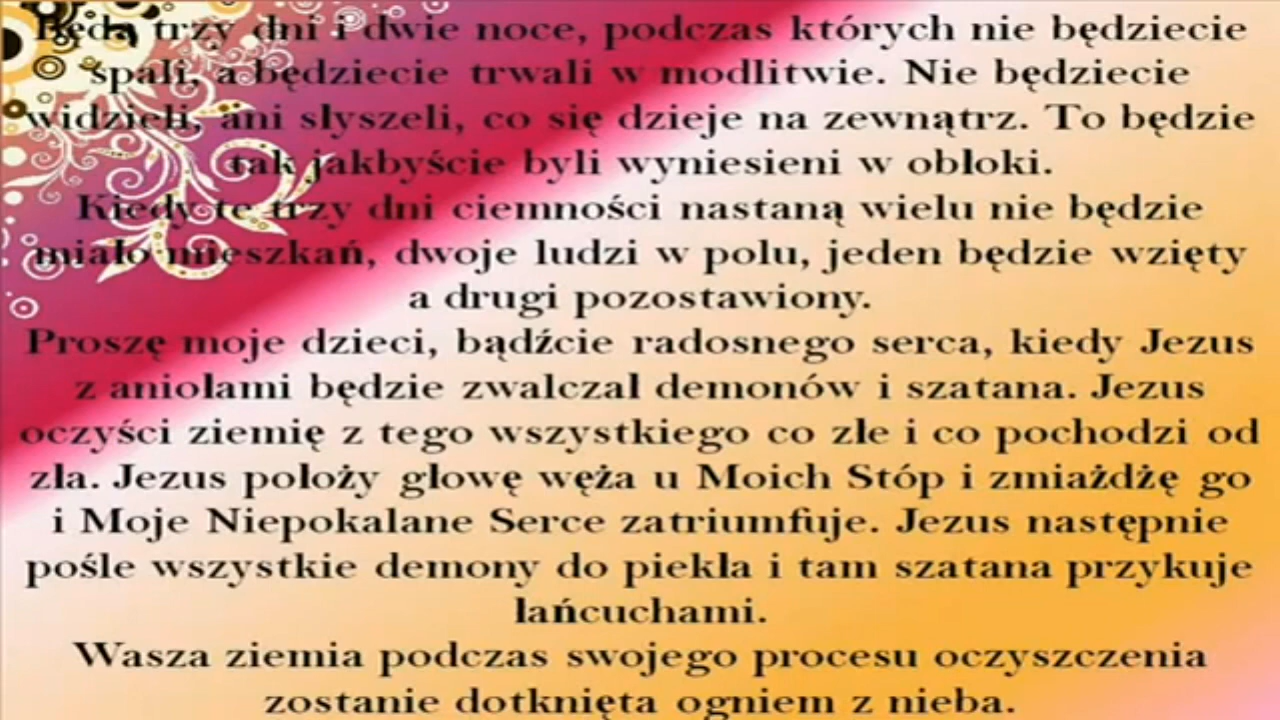 Będą trzy dni i dwie noce, podczas których nie będziecie
spali, a będziecie trwali w modlitwie. Nie będziecie
widzieli, ani słyszeli, co się dzieje na zewnątrz. To będzie
tak jakbyście byli wyniesieni w obłoki.
Kiedy te trzy dni ciemności nastaną wielu nie będzie
miało mieszkań, dwoje ludzi w polu, jeden będzie wzięty
a drugi pozostawiony.
Proszę moje dzieci, bądźcie radosnego serca, kiedy Jezus
z aniołami będzie zwalczał demonów i szatana. Jezus
oczyści ziemię z tego wszystkiego co złe i co pochodzi od
zła. Jezus położy głowę węża u Moich Stóp i zmiażdżę go
i Moje Niepokalane Serce zatriumfuje. Jezus następnie
pośle wszystkie demony do piekła i tam szatana przykuje
łańcuchami.
Wasza ziemia podczas swojego procesu oczyszczenia
zostanie dotknięta ogniem z nieba.